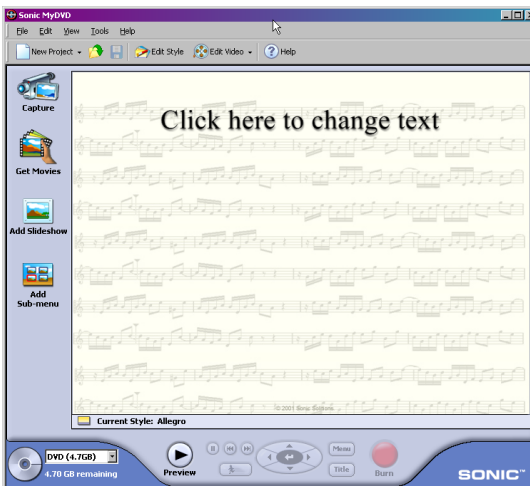 Sonic MyDVD
File Edit View Tools Help
New Project Edit Style Edit Video Help
Capture
Get Movies
Add Slideshow
Add
Sub-menu
Click here to change text
© 2001 Sonic Solutions
Current Style: Allegro
DVD (4.7GB)
4.70 GB remaining
Preview
Menu
Title
Burn
SONIC™